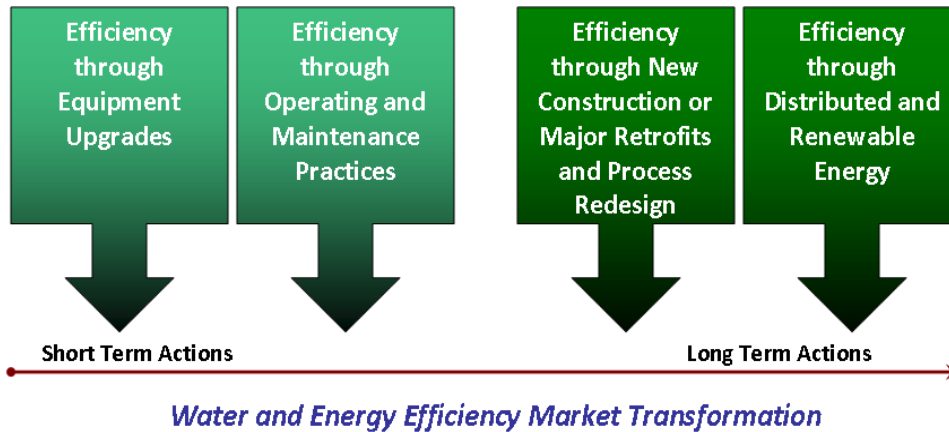 Efficiency
through
Equipment
Upgrades
Efficiency
through
Operating and
Maintenance
Practices
Efficiency
through New
Construction or
Major Retrofits
and Process
Redesign
Efficiency
through
Distributed and
Renewable
Energy
Short Term Actions
Long Term Actions
Water and Energy Efficiency Market Transformation